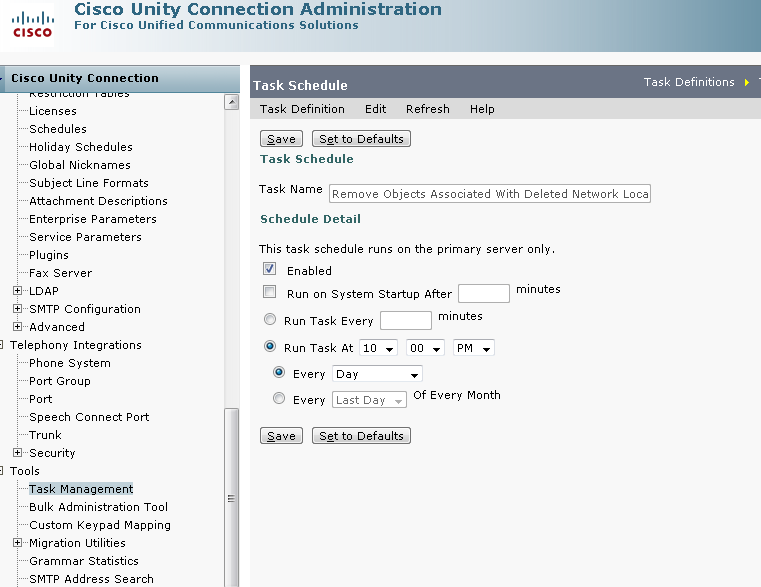 Cisco Unity Connection Administration
For Cisco Unified Communications Solutions
CISCO
Cisco Unity Connection
Restriction Tables
Licenses
Schedules
Holiday Schedules
Global Nicknames
Subject Line Formats
Attachment Descriptions
Enterprise Parameters
Service Parameters
Plugins
Fax Server
LDAP
SMTP Configuration
Advanced
Telephony Integrations
Phone System
Port Group
Port
Speech Connect Port
Trunk
Security
Tools
Task Management
Bulk Administration Tool
Custom Keypad Mapping
Migration Utilities
Grammar Statistics
SMTP Address Search
Task Schedule
Task Definitions
Task Definition Edit Refresh Help
Save Set to Defaults
Task Schedule
Task Name Remove Objects Associated With Deleted Network Loca
Schedule Detail
This task schedule runs on the primary server only.
Enabled
Run on System Startup After minutes
Run Task Every minutes
Run Task At 10 00 PM
Every Day
Every Last Day Of Every Month
Save Set to Defaults